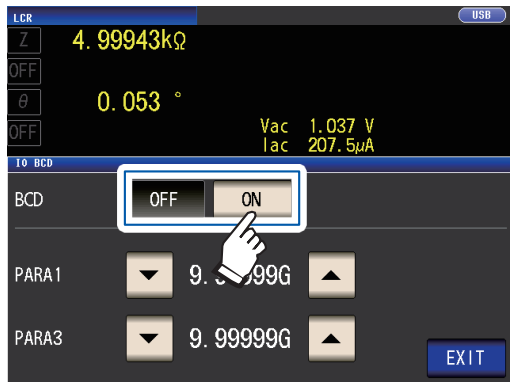 LCR USB
Z 4.99943kΩ
OFF
θ 0.053 °
OFF Vac 1.037 V
Iac 207.5μA
IO BCD
BCD OFF ON
PARA1 9. 999G
PARA3 9.99999G
EXIT